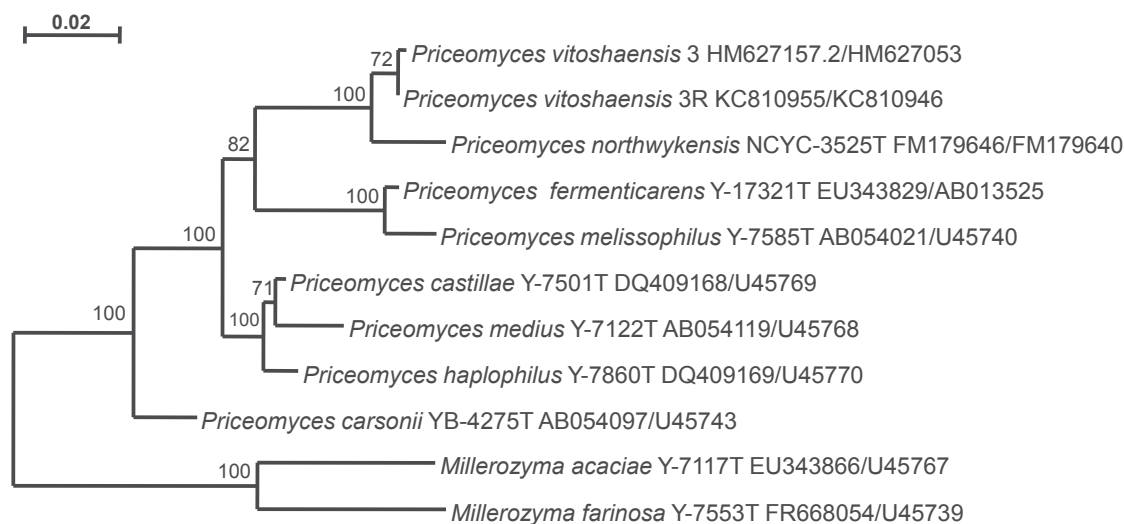 0.02
72
Priceomyces vitoshaensis 3 HM627157.2/HM627053
100
Priceomyces vitoshaensis 3R KC810955/KC810946
82
Priceomyces northwykensis NCYC-3525T FM179646/FM179640
100
Priceomyces fermenticarens Y-17321T EU343829/AB013525
100
Priceomyces melissophilus Y-7585T AB054021/U45740
71
Priceomyces castillae Y-7501T DQ409168/U45769
100
100
Priceomyces medius Y-7122T AB054119/U45768
Priceomyces haplophilus Y-7860T DQ409169/U45770
Priceomyces carsonii YB-4275T AB054097/U45743
100
Millerozyma acaciae Y-7117T EU343866/U45767
Millerozyma farinosa Y-7553T FR668054/U45739